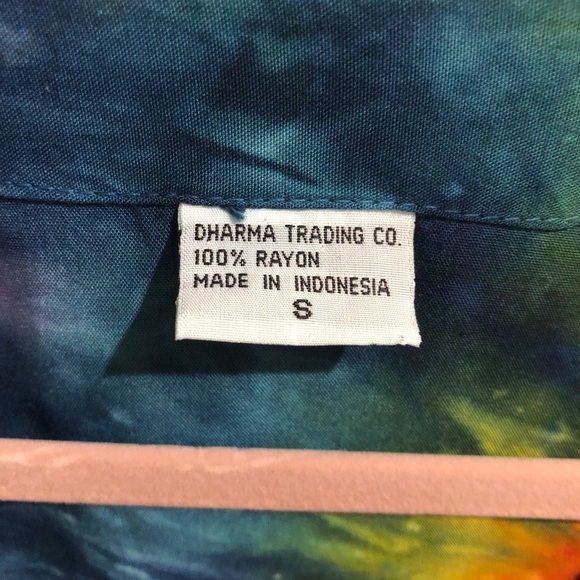 DHARMA TRADING CO.
100% RAYON
MADE IN INDONESIA
S